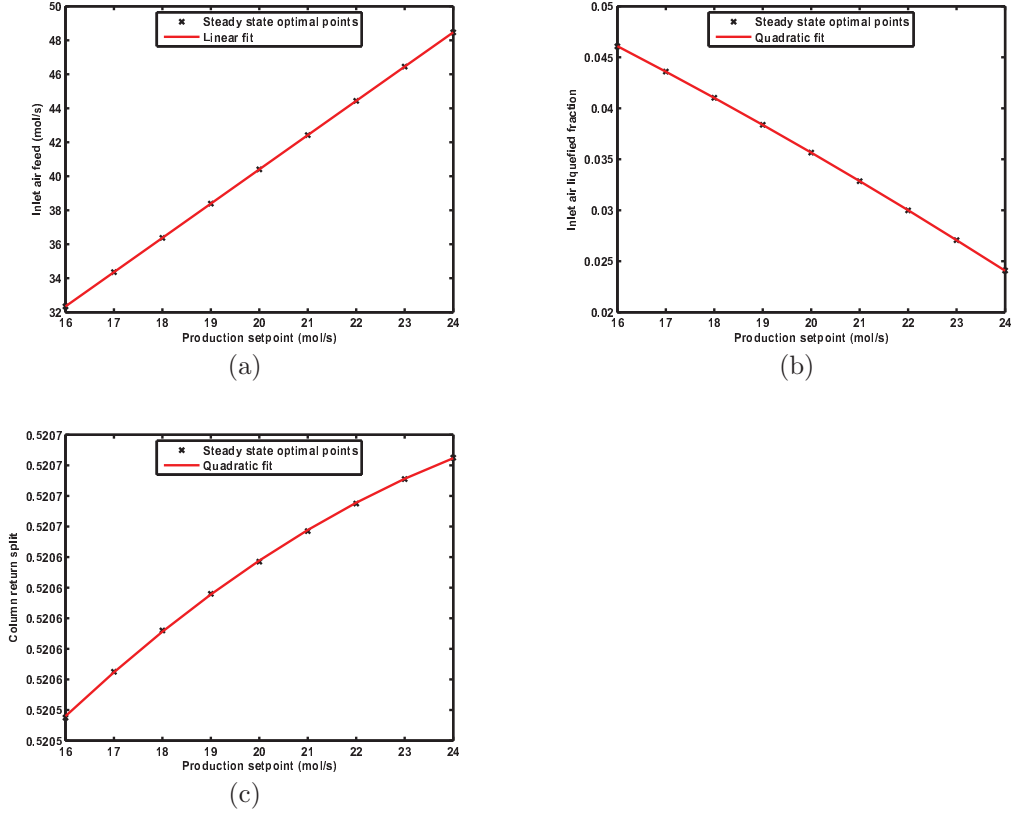 50
48
46
44
42
40
38
36
34
32
Inlet air feed (mol/s)
Steady state optimal points
Linear fit
16 17 18 19 20 21 22 23 24
Production setpoint (mol/s)
(a)
0.05
0.045
0.04
0.035
0.03
0.025
0.02
Inlet air liquefied fraction
Steady state optimal points
Quadratic fit
16 17 18 19 20 21 22 23 24
Production setpoint (mol/s)
(b)
0.5207
0.5207
0.5207
0.5207
0.5206
0.5206
0.5206
0.5206
0.5206
0.5205
0.5205
Column return split
Steady state optimal points
Quadratic fit
16 17 18 19 20 21 22 23 24
Production setpoint (mol/s)
(c)